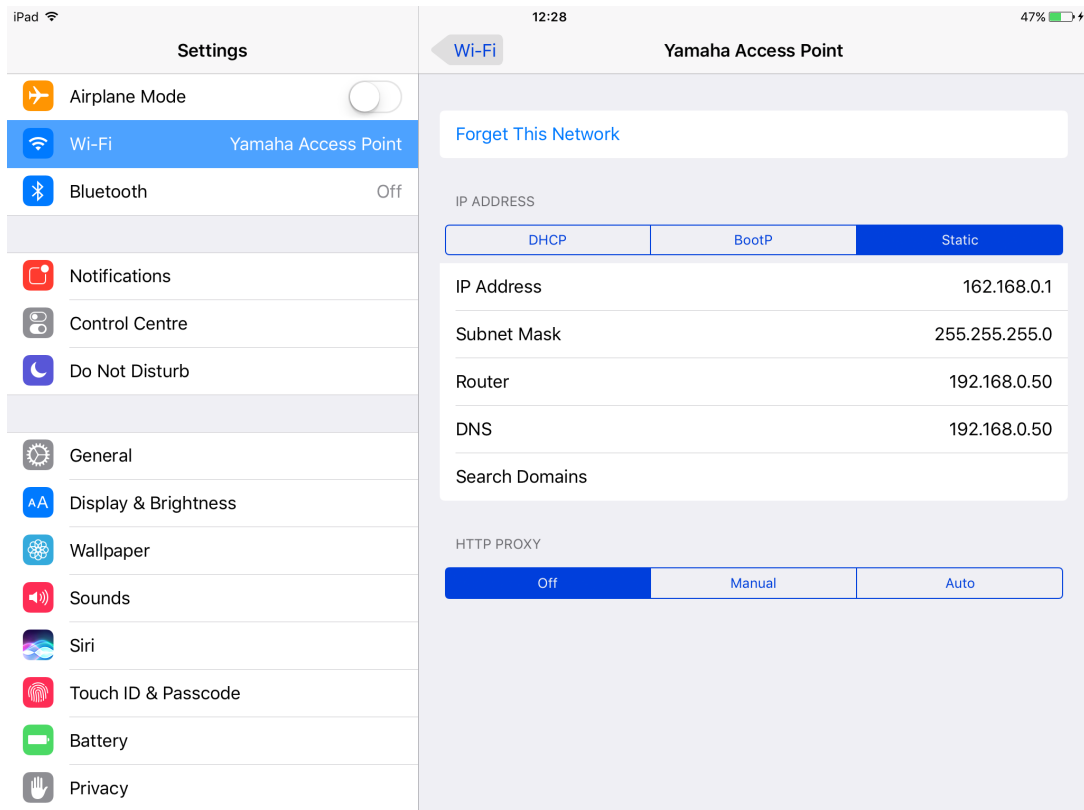 iPad 12:28 47%
Settings
Airplane Mode
Wi-Fi Yamaha Access Point
Bluetooth Off
Notifications
Control Centre
Do Not Disturb
General
AA Display & Brightness
Wallpaper
Sounds
Siri
Touch ID & Passcode
Battery
Privacy
Wi-Fi Yamaha Access Point
Forget This Network
IP ADDRESS
DHCP BootP Static
IP Address 162.168.0.1
Subnet Mask 255.255.255.0
Router 192.168.0.50
DNS 192.168.0.50
Search Domains
HTTP PROXY
Off Manual Auto